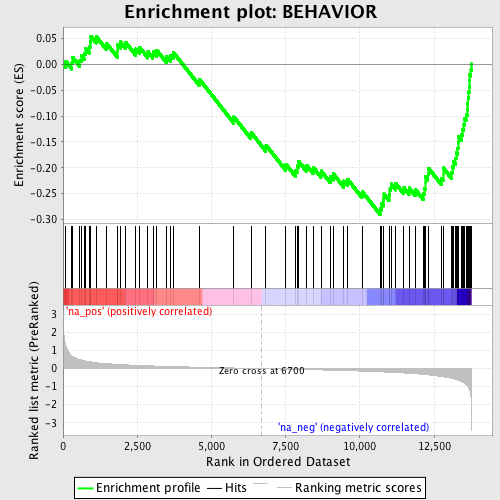 Enrichment plot: BEHAVIOR
Enrichment score (ES)
0.05
0.00
-0.05
-0.10
-0.15
-0.20
-0.25
-0.30
Ranked list metric (PreRanked)
'na_pos' (positively correlated)
3
2
1
0
-1
-2
-3
Zero cross at 6700
'na_neg' (negatively correlated)
0
2,500
5,000
7,500
10,000
12,500
Rank in Ordered Dataset
Enrichment profile
Hits
Ranking metric scores